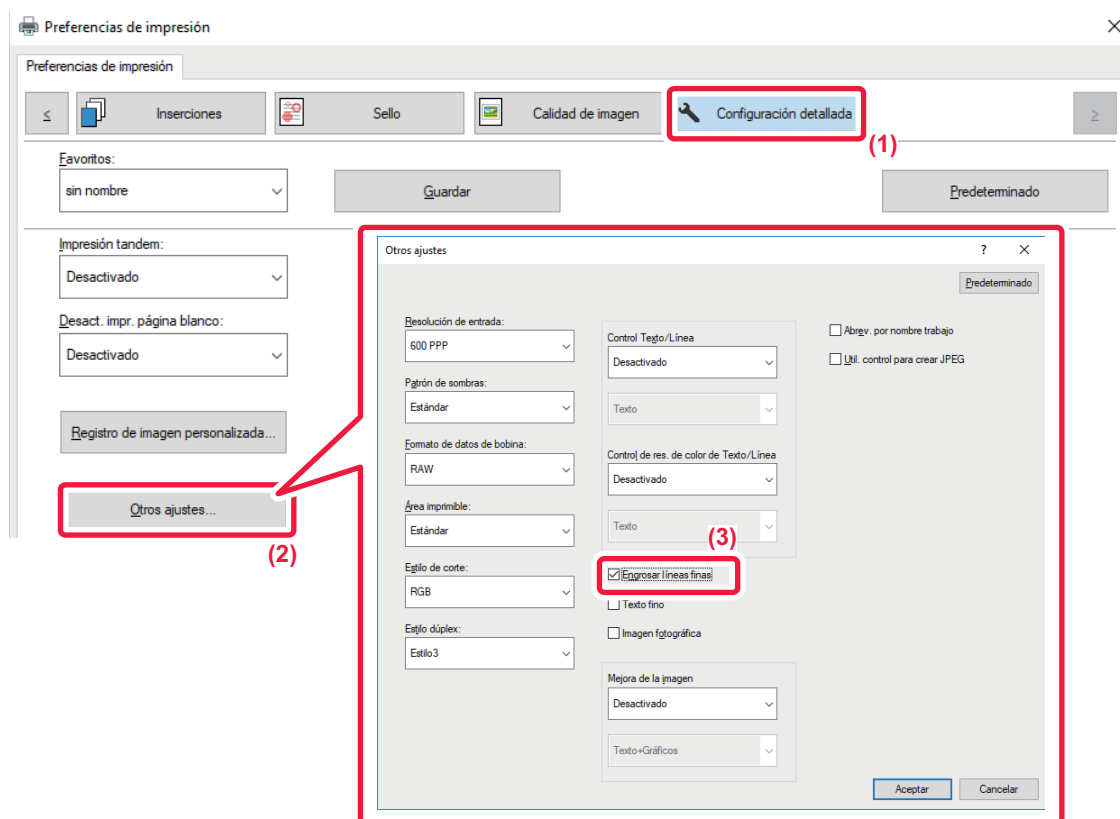 Preferencias de impresión
Preferencias de impresión
Inserciones
Sello
Calidad de imagen
Configuración detallada
(1)
Favoritos:
sin nombre
Guardar
Predeterminado
Impresión tandem:
Desactivado
Desact. impr. página blanco:
Desactivado
Registro de imagen personalizada...
Otros ajustes...
(2)
Otros ajustes
?
Predeterminado
Resolución de entrada:
600 PPP
Patrón de sombras:
Estándar
Formato de datos de bobina:
RAW
Área imprimible:
Estándar
Estilo de corte:
RGB
Estilo dúplex:
Estilo3
Control Texto/Línea
Desactivado
Texto
Control de res. de color de Texto/Línea
Desactivado
Texto
(3)
Engrosar líneas finas
Texto fino
Imagen fotográfica
Mejora de la imagen
Desactivado
Texto+Gráficos
Abrev. por nombre trabajo
Util. control para crear JPEG
Aceptar
Cancelar